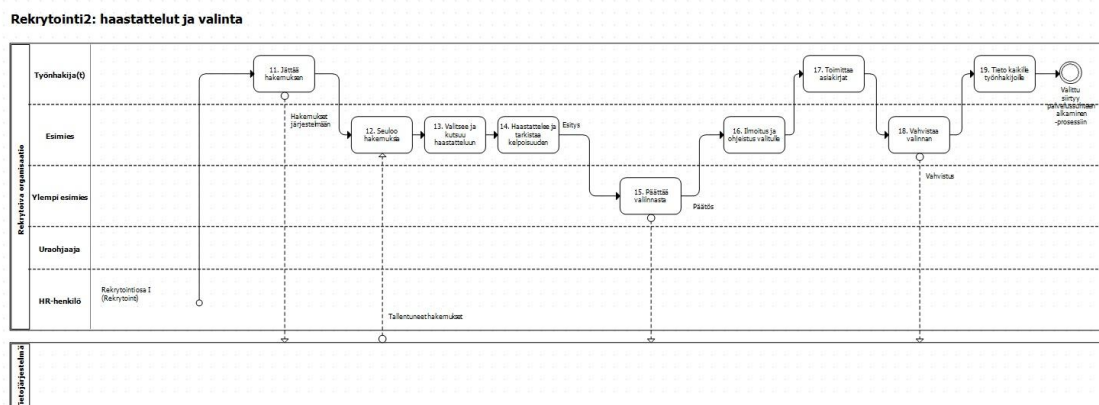 Rekrytointi2: haastattelut ja valinta
Rekrytoiva organisaatio
Työnhakija(t)
11. Jättää
hakemuksen
17. Toimittaa
asiakirjat
19. Tieto kaikille
työnhakijoille
Valittu
siirtyy
palvelussuhteen
alkaminen
-prosessiin
Hakemukset
järjestelmään
Esimies
12. Seuloo
hakemuksia
13. Valitsee ja
kutsuu
haastatteluun
14. Haastattelee ja
tarkistaa
kelpoisuuden
Esitys
16. Ilmoitus ja
ohjeistus valitulle
18. Vahvistaa
valinnan
Vahvistus
Ylempi esimies
15. Päättää
valinnasta
Päätös
Uraohjaaja
HR-henkilö
Rekrytointiosa I
(Rekrytoint)
Tallentuneet hakemukset
Tietojärjestelmä